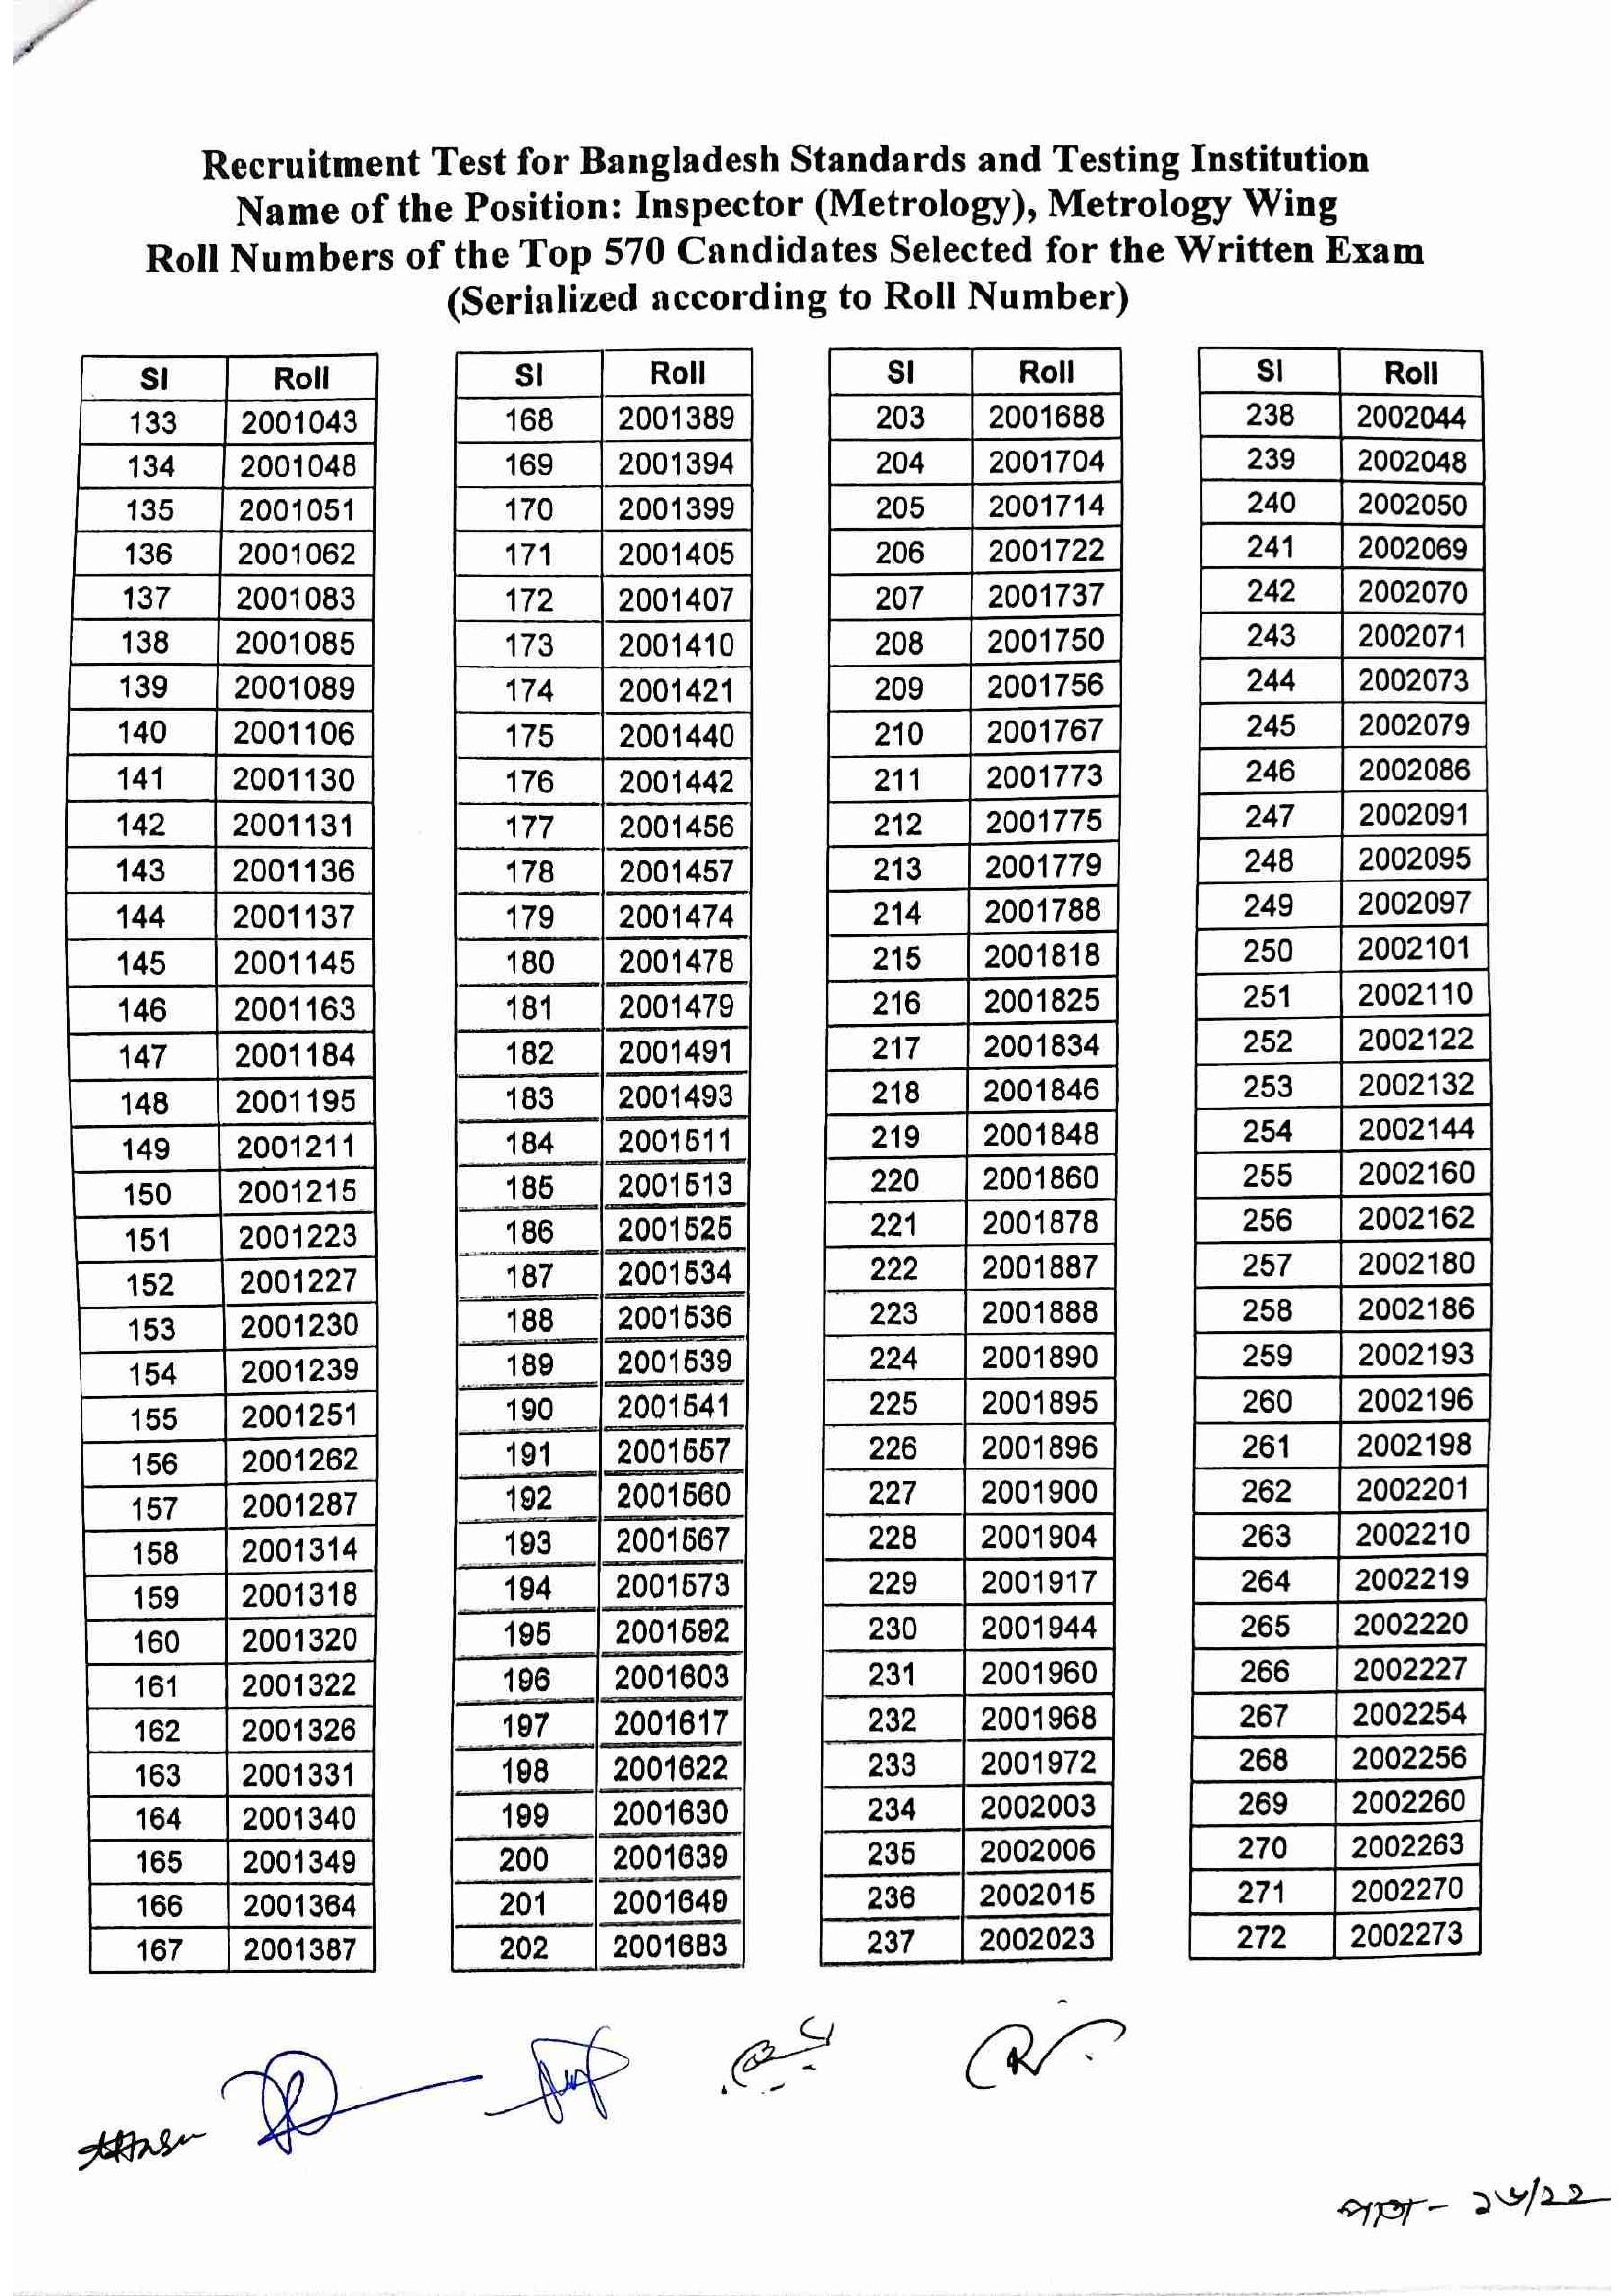 Recruitment Test for Bangladesh Standards and Testing Institution
Name of the Position: Inspector (Metrology), Metrology Wing
Roll Numbers of the Top 570 Candidates Selected for the Written Exam
(Serialized according to Roll Number)
Sl Roll Sl Roll Sl Roll Sl Roll
133 2001043 168 2001389 203 2001688 238 2002044
134 2001048 169 2001394 204 2001704 239 2002048
135 2001051 170 2001399 205 2001714 240 2002050
136 2001062 171 2001405 206 2001722 241 2002069
137 2001083 172 2001407 207 2001737 242 2002070
138 2001085 173 2001410 208 2001750 243 2002071
139 2001089 174 2001421 209 2001756 244 2002073
140 2001106 175 2001440 210 2001767 245 2002079
141 2001130 176 2001442 211 2001773 246 2002086
142 2001131 177 2001456 212 2001775 247 2002091
143 2001136 178 2001457 213 2001779 248 2002095
144 2001137 179 2001474 214 2001788 249 2002097
145 2001145 180 2001478 215 2001818 250 2002101
146 2001163 181 2001479 216 2001825 251 2002110
147 2001184 182 2001491 217 2001834 252 2002122
148 2001195 183 2001493 218 2001846 253 2002132
149 2001211 184 2001511 219 2001848 254 2002144
150 2001215 185 2001513 220 2001860 255 2002160
151 2001223 186 2001525 221 2001878 256 2002162
152 2001227 187 2001534 222 2001887 257 2002180
153 2001230 188 2001536 223 2001888 258 2002186
154 2001239 189 2001539 224 2001890 259 2002193
155 2001251 190 2001541 225 2001895 260 2002196
156 2001262 191 2001557 226 2001896 261 2002198
157 2001287 192 2001560 227 2001900 262 2002201
158 2001314 193 2001567 228 2001904 263 2002210
159 2001318 194 2001573 229 2001917 264 2002219
160 2001320 195 2001592 230 2001944 265 2002220
161 2001322 196 2001603 231 2001960 266 2002227
162 2001326 197 2001617 232 2001968 267 2002254
163 2001331 198 2001622 233 2001972 268 2002256
164 2001340 199 2001630 234 2002003 269 2002260
165 2001349 200 2001639 235 2002006 270 2002263
166 2001364 201 2001649 236 2002015 271 2002270
167 2001387 202 2001683 237 2002023 272 2002273